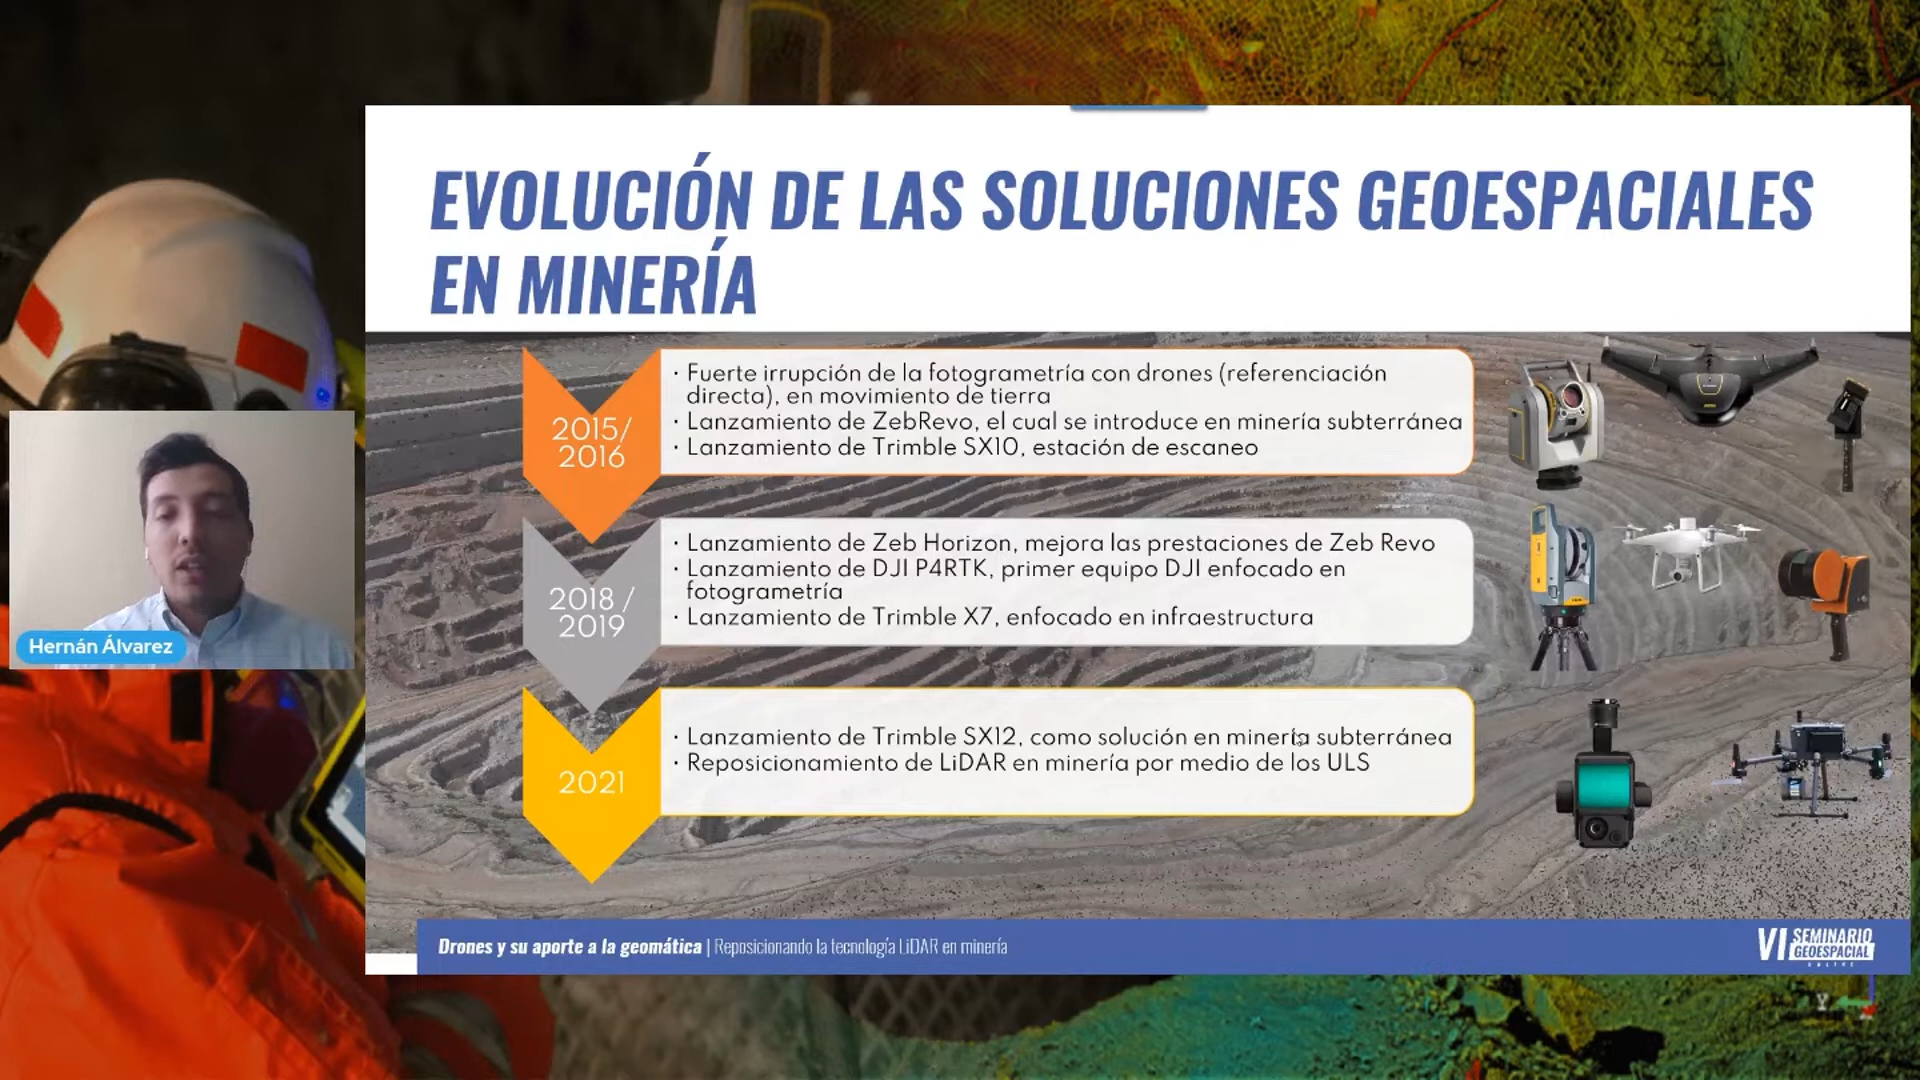 EVOLUCIÓN DE LAS SOLUCIONES GEOESPACIALES
EN MINERÍA
2015/
2016
· Fuerte irrupción de la fotogrametría con drones (referenciación
directa), en movimiento de tierra
· Lanzamiento de ZebRevo, el cual se introduce en minería subterránea
· Lanzamiento de Trimble SX10, estación de escaneo
2018 /
2019
· Lanzamiento de Zeb Horizon, mejora las prestaciones de Zeb Revo
· Lanzamiento de DJI P4RTK, primer equipo DJI enfocado en
fotogrametría
· Lanzamiento de Trimble X7, enfocado en infraestructura
2021
· Lanzamiento de Trimble SX12, como solución en minería subterránea
· Reposicionamiento de LiDAR en minería por medio de los ULS
Hernán Álvarez
Drones y su aporte a la geomática | Reposicionando la tecnología LiDAR en minería
VI SEMINARIO
GEOESPACIAL
ONLINE
Y